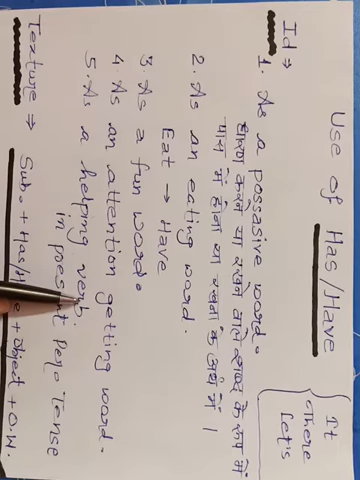 Use of Has/Have
It
There
Let's
Id ⇒
1. As a possasive word.
धारण करने या रखने वाले शब्द के रूप में
पास में होना या रखना के अर्थ में।
2. As an eating word.
Eat → Have
3. As a fun word.
4. As an attention getting word.
5. As a helping verb.
in present Per. Tense
Texture ⇒ Sub. + Has/H e + object + O.W.